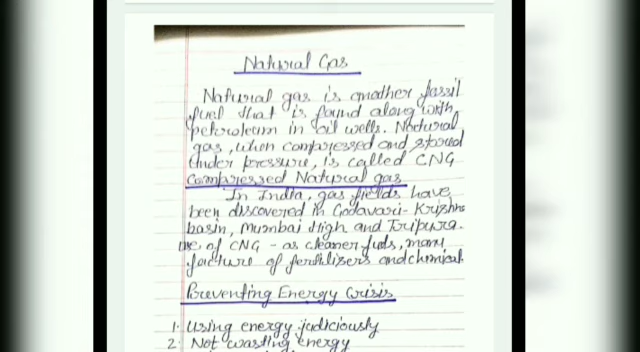 Natural Gas
Natural gas is another fossil
fuel that is found along with
petroleum in oil wells. Natural
gas, when compressed and stored
under pressure, is called CNG
Compressed Natural gas
In India, gas fields have
been discovered in Godavari-Krishna
basin, Mumbai High and Tripura.
use of CNG - as cleaner fuels, manu
facture of fertilizers and chemical.
Preventing Energy Crisis
1. Using energy judiciously
2. Not wasting energy